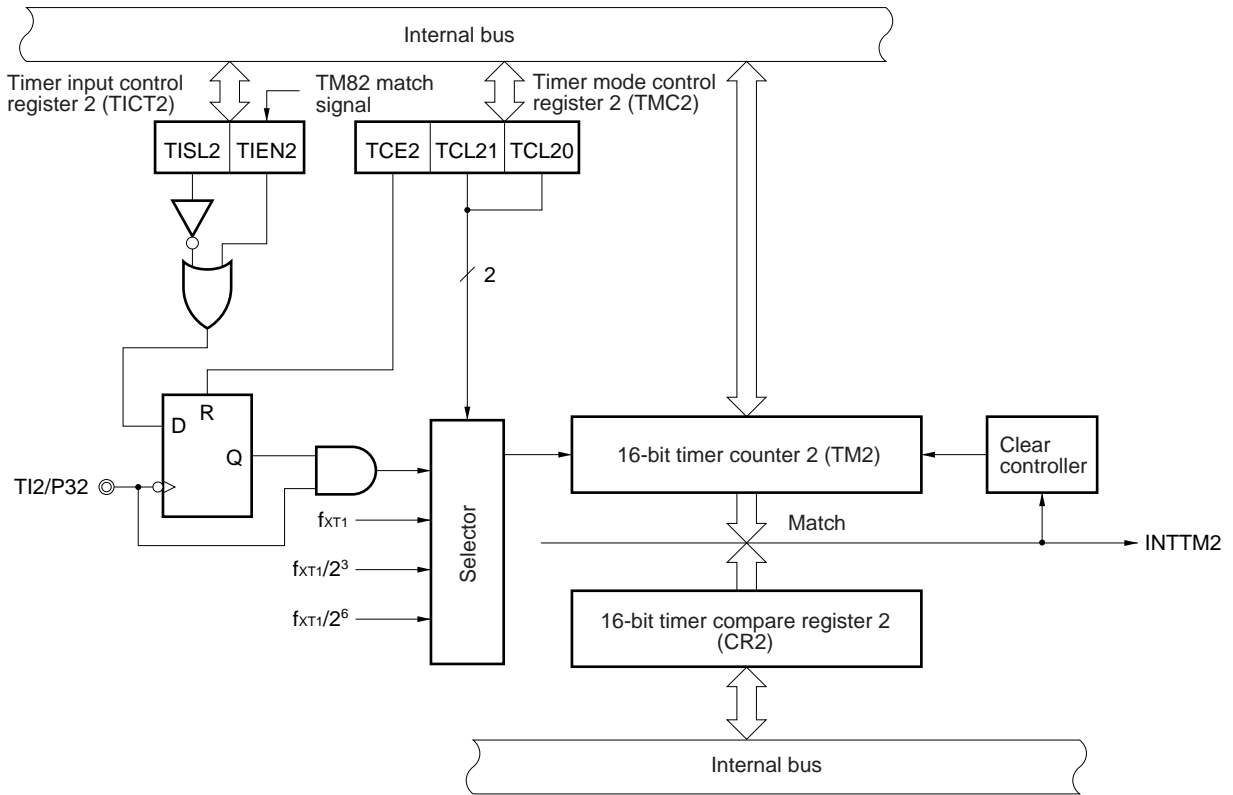 Internal bus
Timer input control
register 2 (TICT2)
TM82 match
signal
Timer mode control
register 2 (TMC2)
TISL2 TIEN2
TCE2 TCL21 TCL20
2
R
D
Q
TI2/P32
fXT1
fXT1/2³
fXT1/2⁶
Selector
16-bit timer counter 2 (TM2)
Clear
controller
Match
INTTM2
16-bit timer compare register 2
(CR2)
Internal bus